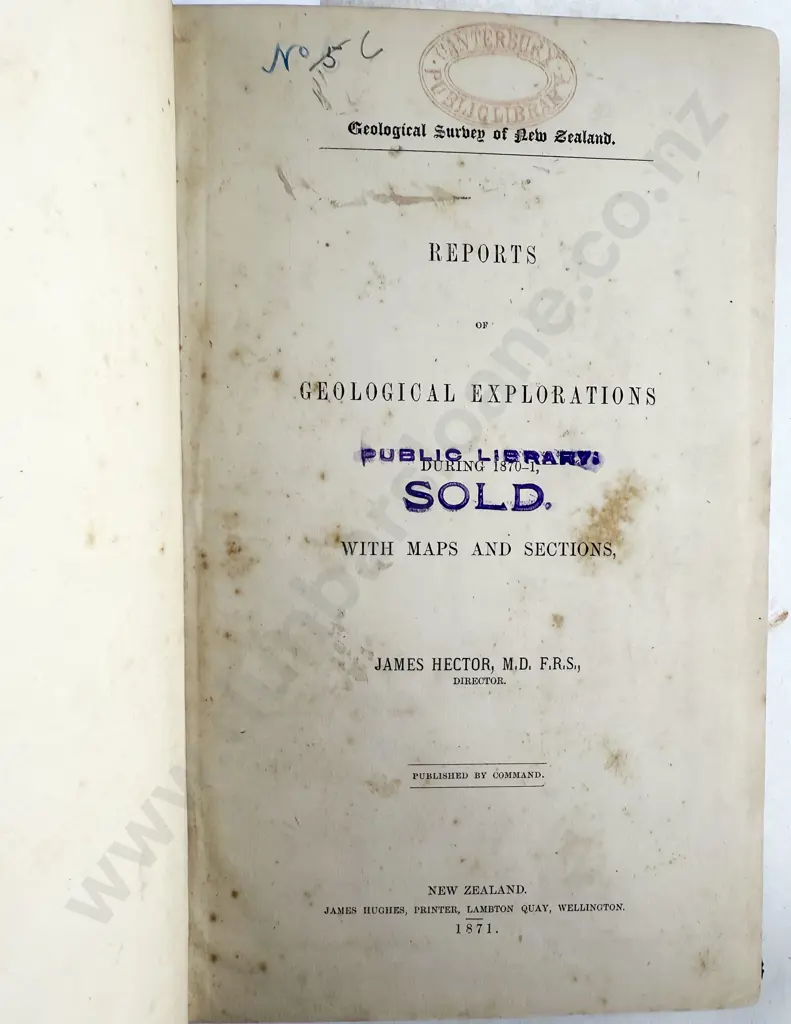 No 5
CANTERBURY
PUBLIC LIBRARY
Geological Survey of New Zealand.
REPORTS
OF
GEOLOGICAL EXPLORATIONS
PUBLIC LIBRARY:
DURING 1870-1,
SOLD.
WITH MAPS AND SECTIONS,
JAMES HECTOR, M.D. F.R.S.,
DIRECTOR.
PUBLISHED BY COMMAND.
NEW ZEALAND.
JAMES HUGHES, PRINTER, LAMBTON QUAY, WELLINGTON.
1871.